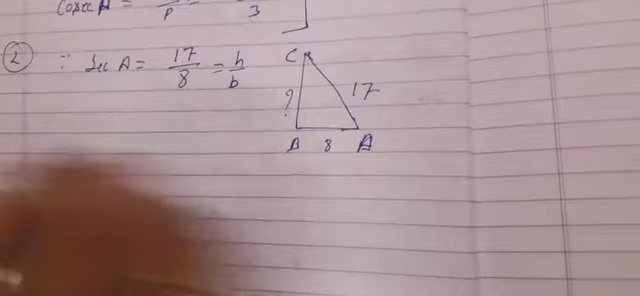 Cosec A = /P = /3
② ∵ Sec A = 17/8 = h/b
C
? 17
B 8 A